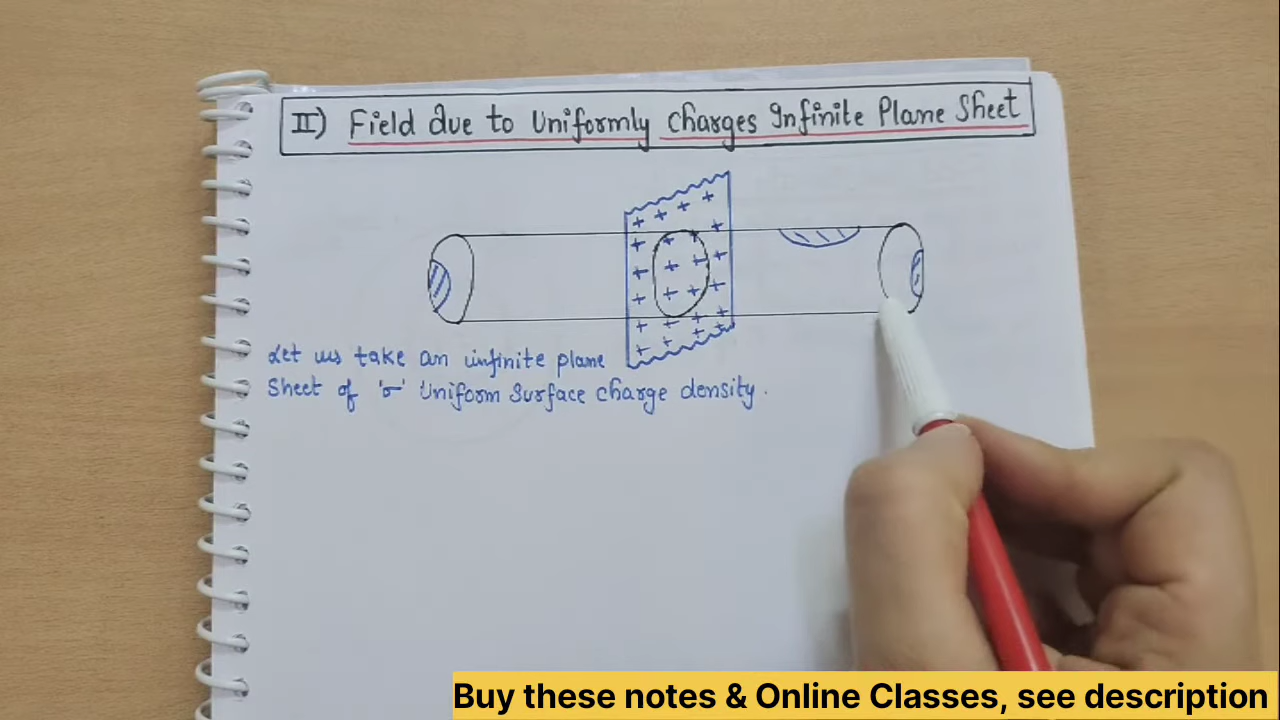 II) Field due to Uniformly charges Infinite Plane Sheet
Let us take an infinite plane
Sheet of 'σ' Uniform Surface charge density.
Buy these notes & Online Classes, see description